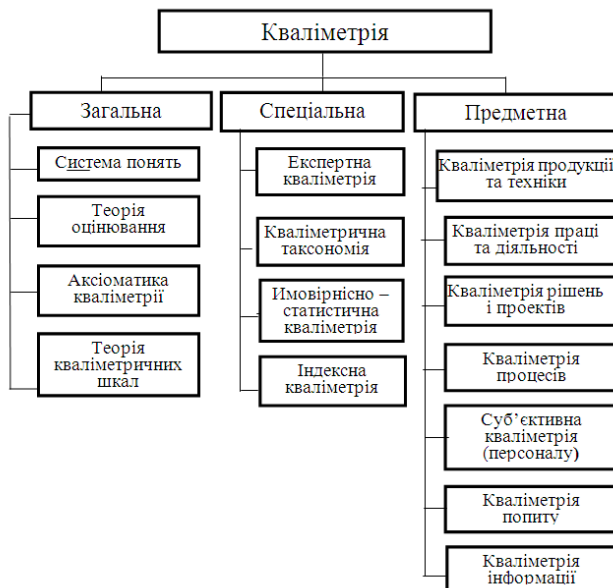 Кваліметрія
Загальна
Система понять
Теорія
оцінювання
Аксіоматика
кваліметрії
Теорія
кваліметричних
шкал
Спеціальна
Експертна
кваліметрія
Кваліметрична
таксономія
Имовірнісно –
статистична
кваліметрія
Індексна
кваліметрія
Предметна
Кваліметрія продукції
та техніки
Кваліметрія праці
та діяльності
Кваліметрія рішень
і проектів
Кваліметрія
процесів
Суб’єктивна
кваліметрія
(персоналу)
Кваліметрія
попиту
Кваліметрія
інформації